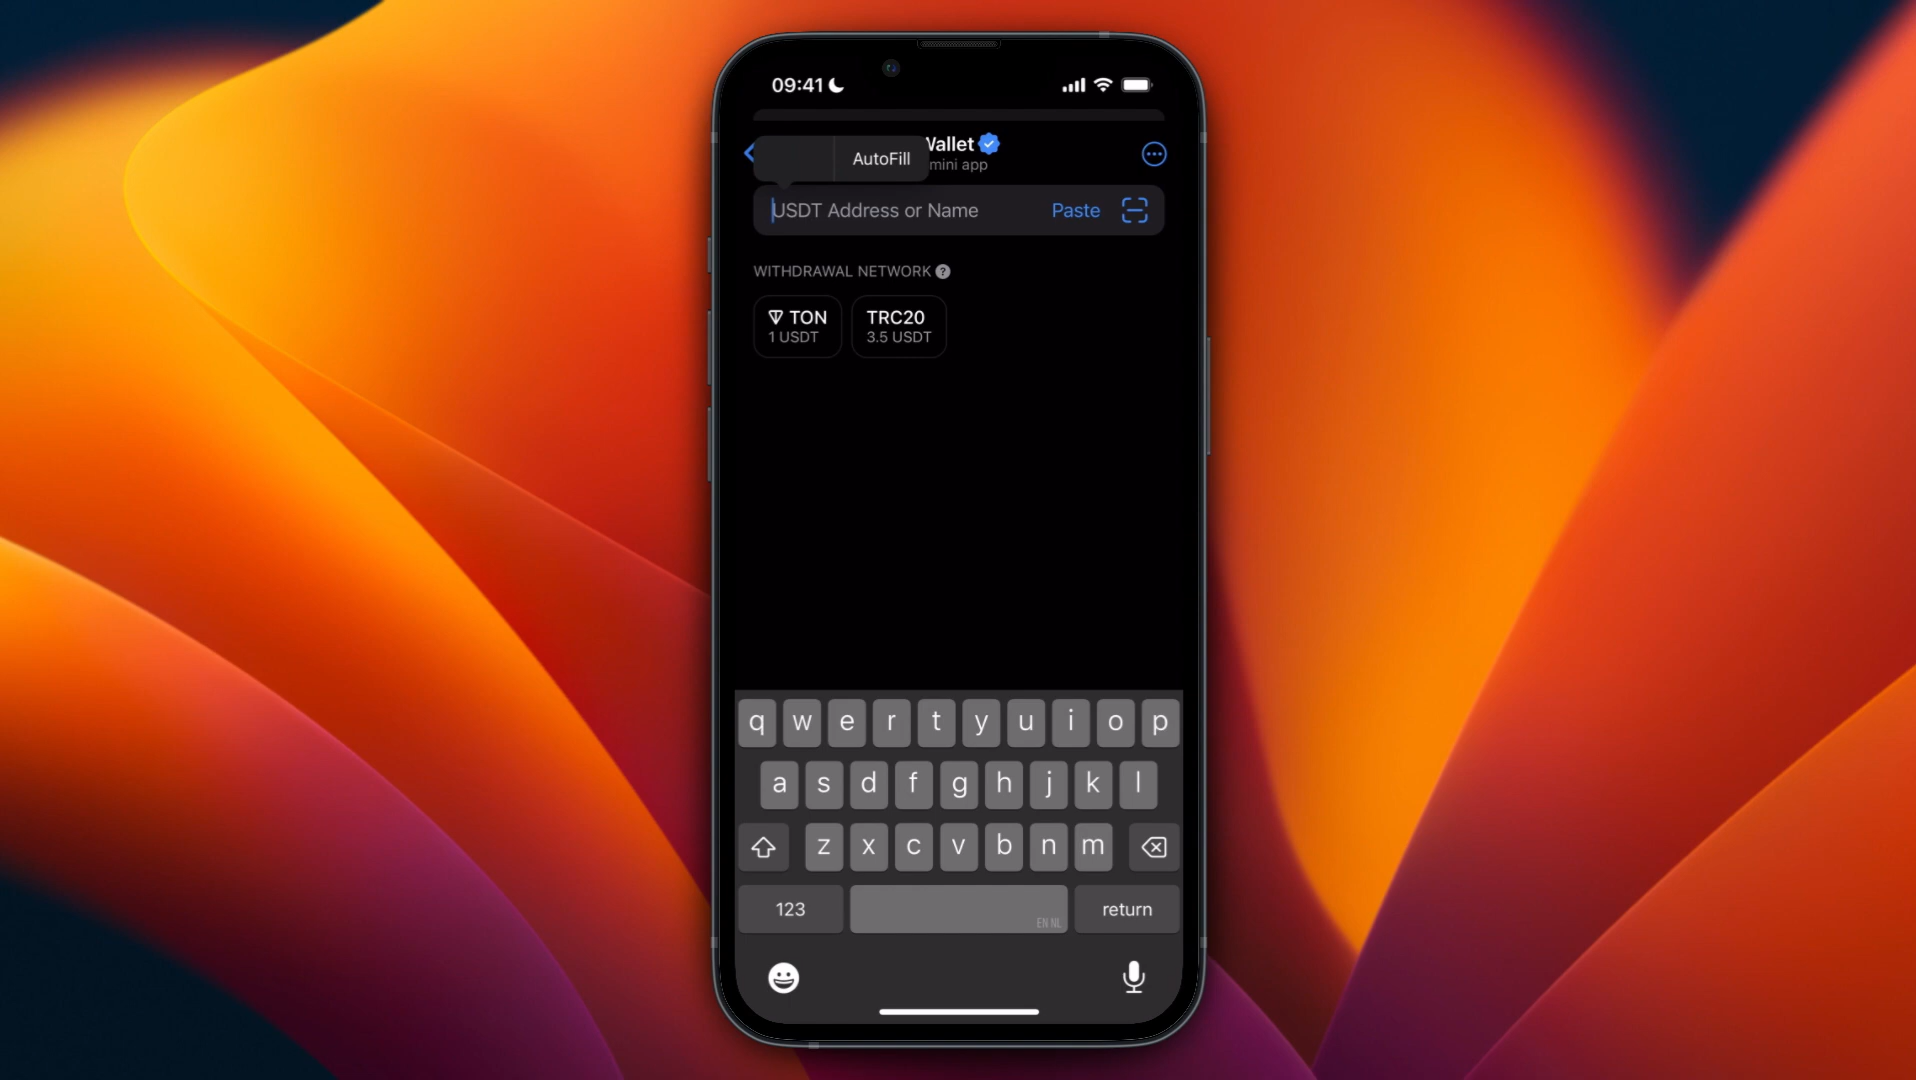 09:41
AutoFill
Wallet
mini app
USDT Address or Name
Paste
WITHDRAWAL NETWORK ?
TON
1 USDT
TRC20
3.5 USDT
q w e r t y u i o p
a s d f g h j k l
z x c v b n m
123
EN NL
return